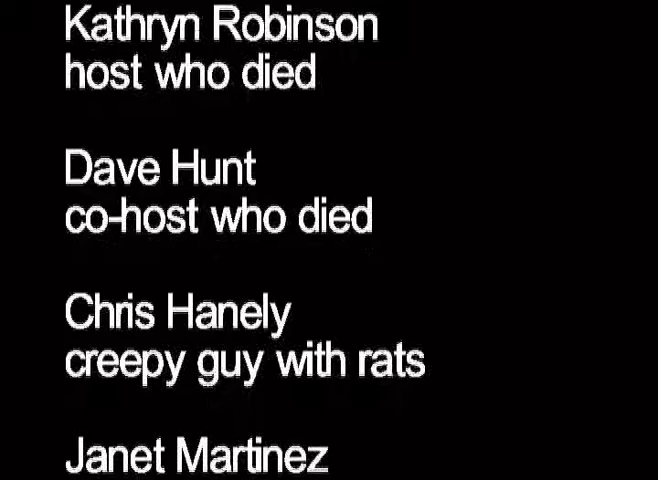 Kathryn Robinson
host who died
Dave Hunt
co-host who died
Chris Hanely
creepy guy with rats
Janet Martinez